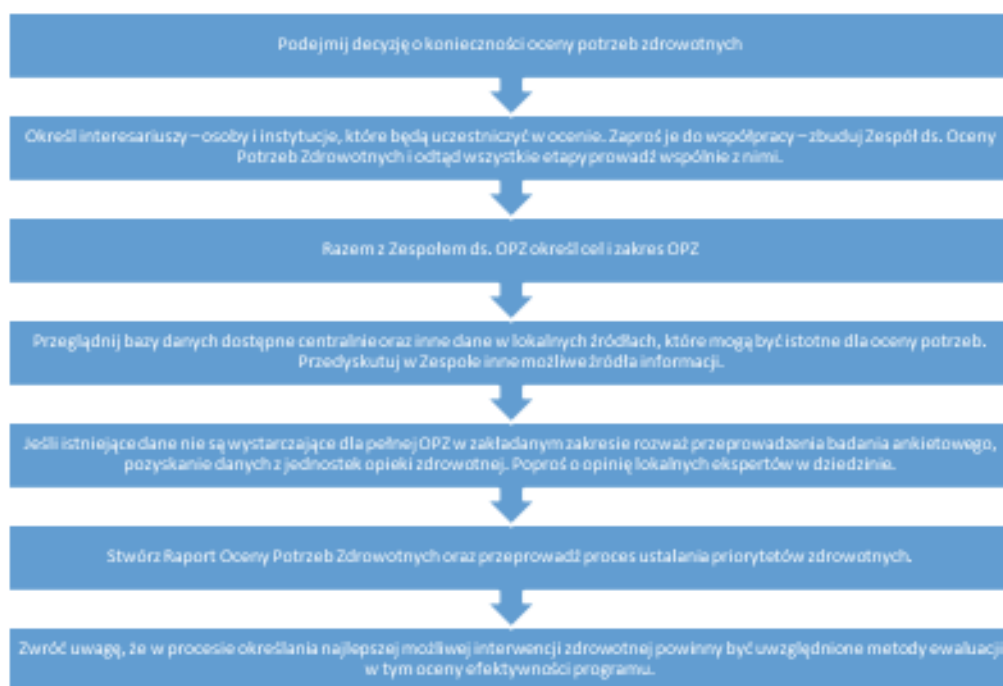 Podejmij decyzję o konieczności oceny potrzeb zdrowotnych
Określ interesariuszy – osoby i instytucje, które będą uczestniczyć w ocenie. Zaproś je do współpracy – zbuduj Zespół ds. Oceny
Potrzeb Zdrowotnych i odtąd wszystkie etapy prowadź wspólnie z nimi.
Razem z Zespołem ds. OPZ określ cel i zakres OPZ
Przeglądnij bazy danych dostępne centralnie oraz inne dane w lokalnych źródłach, które mogą być istotne dla oceny potrzeb.
Przedyskutuj w Zespole inne możliwe źródła informacji.
Jeśli istniejące dane nie są wystarczające dla pełnej OPZ w zakładanym zakresie rozważ przeprowadzenia badania ankietowego,
pozyskanie danych z jednostek opieki zdrowotnej. Poproś o opinię lokalnych ekspertów w dziedzinie.
Stwórz Raport Oceny Potrzeb Zdrowotnych oraz przeprowadź proces ustalania priorytetów zdrowotnych.
Zwróć uwagę, że w procesie określania najlepszej możliwej interwencji zdrowotnej powinny być uwzględnione metody ewaluacji
w tym oceny efektywności programu.